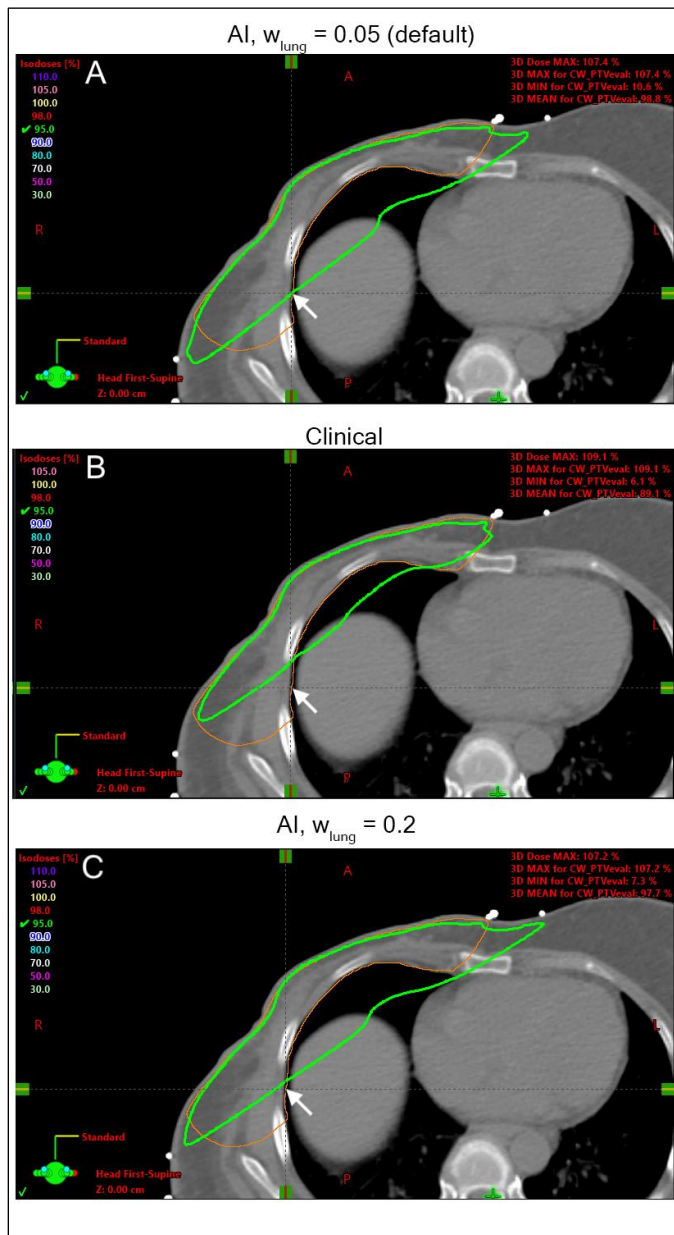 AI, wlung = 0.05 (default)
Isodoses [%]
110.0
105.0
100.0
98.0
95.0
90.0
80.0
70.0
50.0
30.0
A
A
3D Dose MAX: 107.4 %
3D MAX for CW_PTVeval: 107.4 %
3D MIN for CW_PTVeval: 10.6 %
3D MEAN for CW_PTVeval: 98.8 %
R
L
Standard
Head First-Supine
Z: 0.00 cm
P
Clinical
Isodoses [%]
105.0
100.0
98.0
95.0
90.0
80.0
70.0
50.0
30.0
B
A
3D Dose MAX: 109.1 %
3D MAX for CW_PTVeval: 109.1 %
3D MIN for CW_PTVeval: 6.1 %
3D MEAN for CW_PTVeval: 89.1 %
R
L
Standard
Head First-Supine
Z: 0.00 cm
P
AI, wlung = 0.2
Isodoses [%]
110.0
105.0
100.0
98.0
95.0
90.0
80.0
70.0
50.0
30.0
C
A
3D Dose MAX: 107.2 %
3D MAX for CW_PTVeval: 107.2 %
3D MIN for CW_PTVeval: 7.3 %
3D MEAN for CW_PTVeval: 97.7 %
R
L
Standard
Head First-Supine
Z: 0.00 cm
P